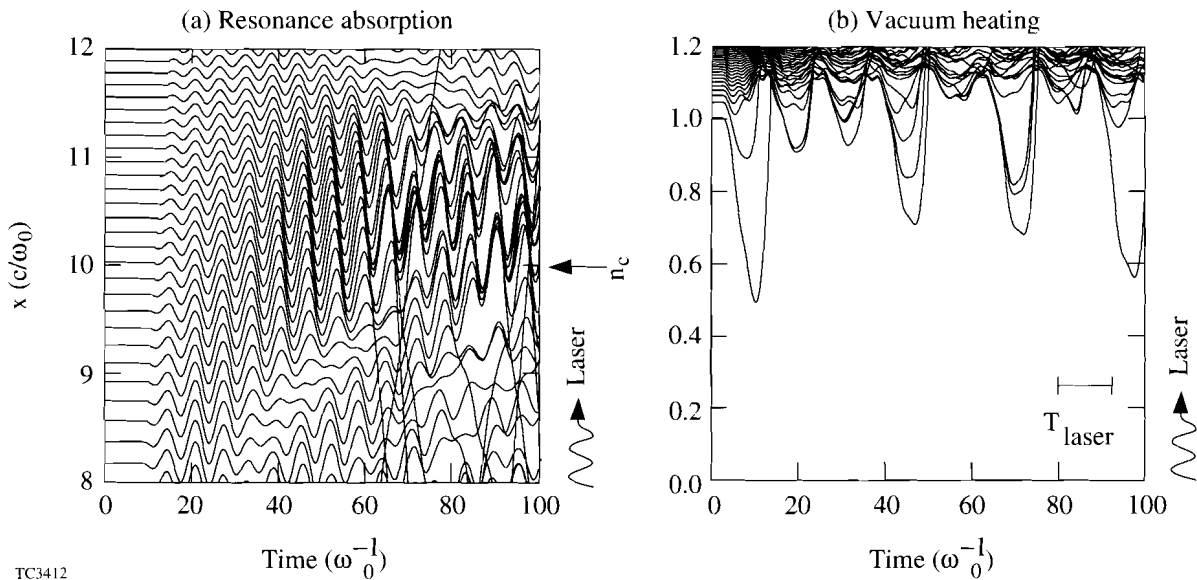 (a) Resonance absorption
12
11
10
9
8
x (c/ω₀)
0
20
40
60
80
100
Time (ω₀⁻¹)
n_c
Laser
(b) Vacuum heating
1.2
1.0
0.8
0.6
0.4
0.2
0.0
0
20
40
60
80
100
Time (ω₀⁻¹)
T_laser
Laser
TC3412